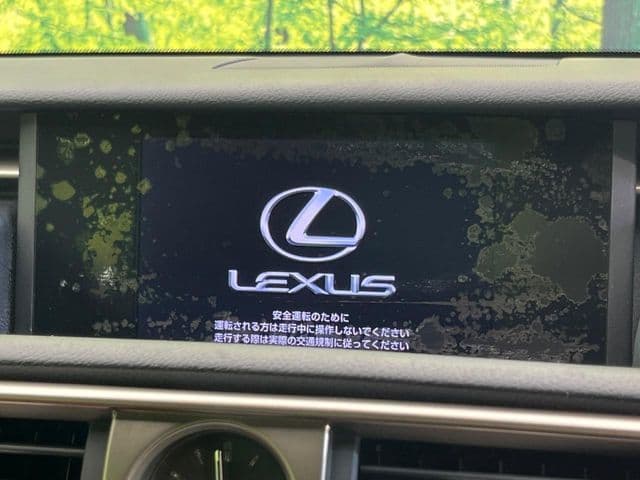 LEXUS
安全運転のために
運転される方は走行中に操作しないでください
走行する際は実際の交通規制に従ってください